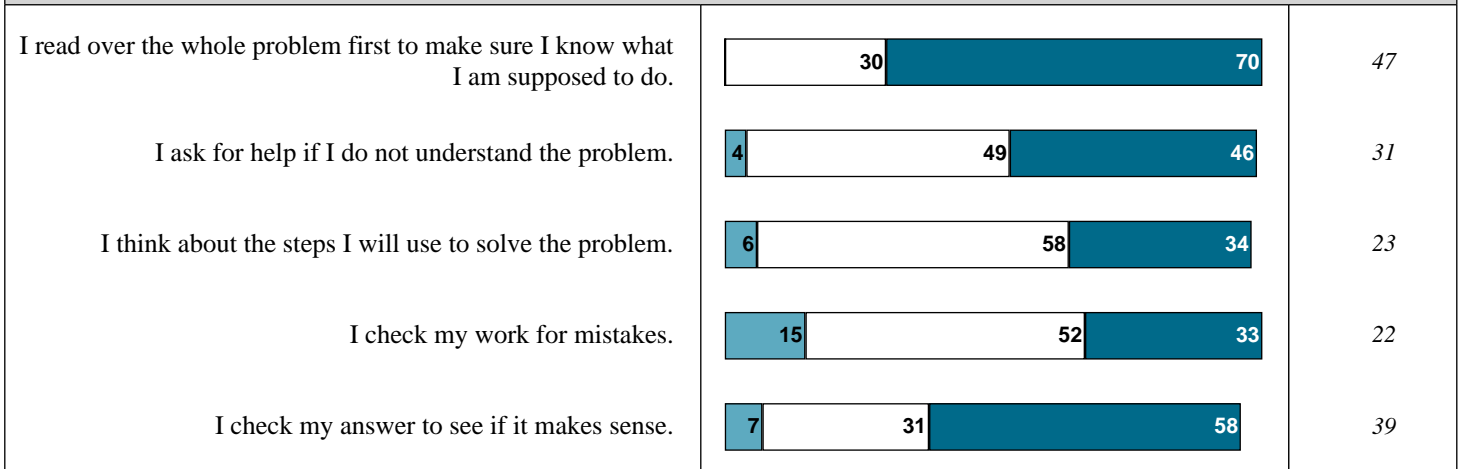 I read over the whole problem first to make sure I know what
I am supposed to do.
30 70 47
I ask for help if I do not understand the problem.
4 49 46 31
I think about the steps I will use to solve the problem.
6 58 34 23
I check my work for mistakes.
15 52 33 22
I check my answer to see if it makes sense.
7 31 58 39